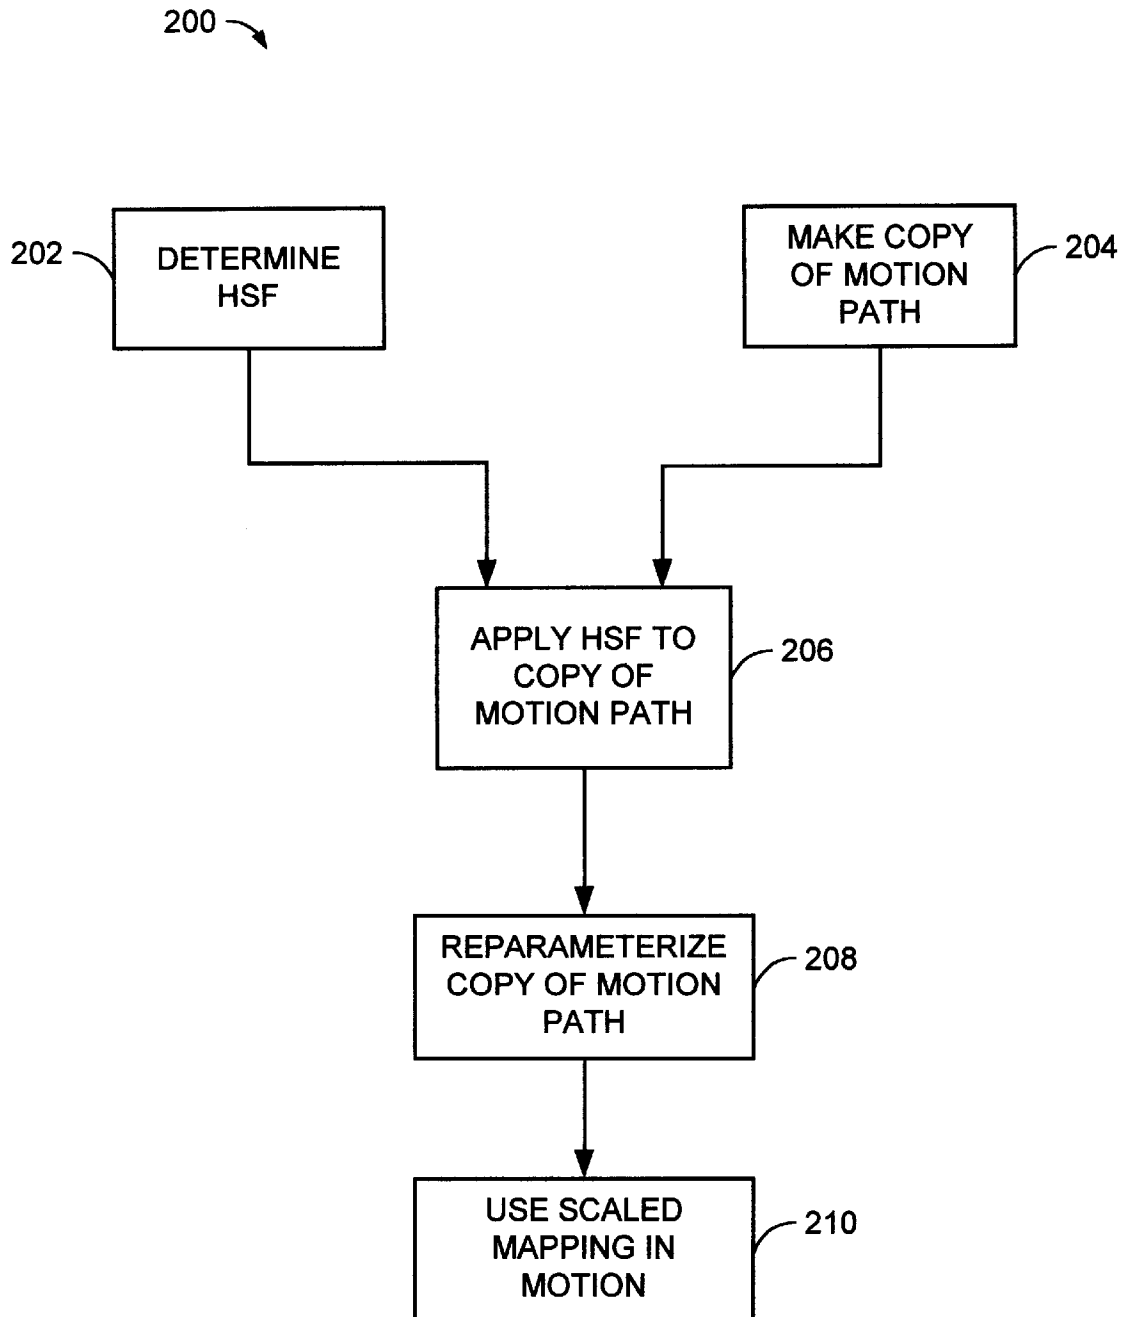 200
202
DETERMINE
HSF
MAKE COPY
OF MOTION
PATH
204
APPLY HSF TO
COPY OF
MOTION PATH
206
REPARAMETERIZE
COPY OF MOTION
PATH
208
USE SCALED
MAPPING IN
MOTION
210